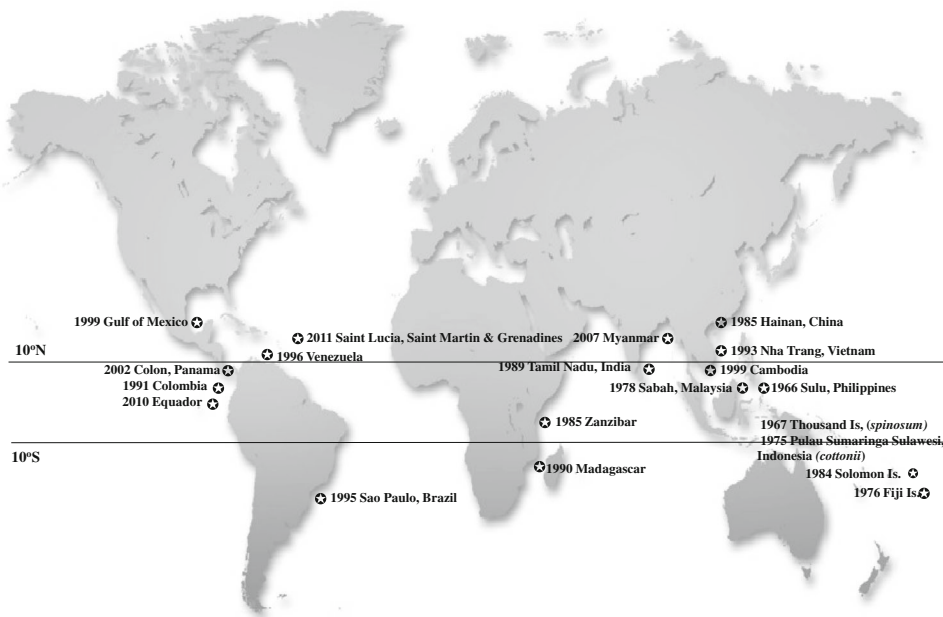 1999 Gulf of Mexico
1985 Hainan, China
2011 Saint Lucia, Saint Martin & Grenadines
2007 Myanmar
10°N
1996 Venezuela
1993 Nha Trang, Vietnam
2002 Colon, Panama
1989 Tamil Nadu, India
1999 Cambodia
1991 Colombia
1978 Sabah, Malaysia
1966 Sulu, Philippines
2010 Equador
1985 Zanzibar
1967 Thousand Is, (spinosum)
1975 Pulau Sumaringa Sulawesi,
Indonesia (cottonii)
10°S
1990 Madagascar
1984 Solomon Is.
1995 Sao Paulo, Brazil
1976 Fiji Is.